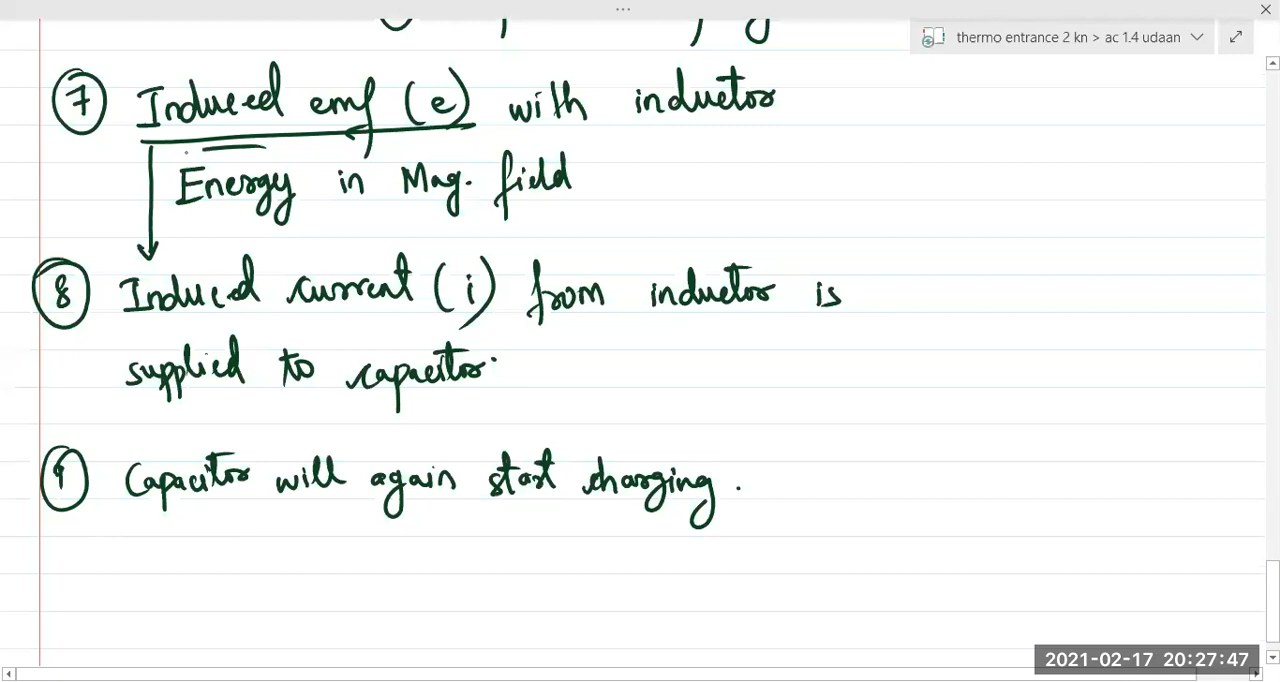 ...
thermo entrance 2 kn > ac 1.4 udaan
7 Induced emf (e) with inductor
Energy in Mag. field
8 Induced current (i) from inductor is
supplied to capacitor.
9 Capacitor will again start charging.
2021-02-17 20:27:47